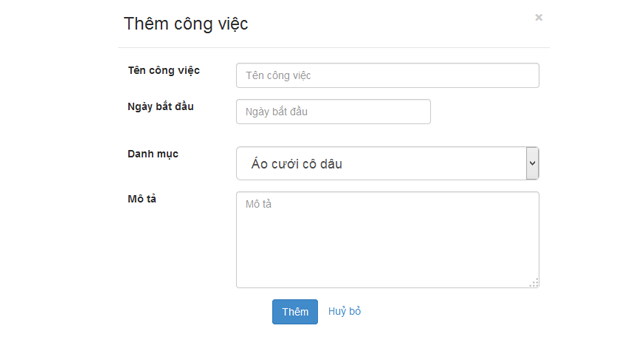 Thêm công việc
×
Tên công việc
Tên công việc
Ngày bắt đầu
Ngày bắt đầu
Danh mục
Áo cưới cô dâu
Mô tả
Mô tả
Thêm
Huỷ bỏ